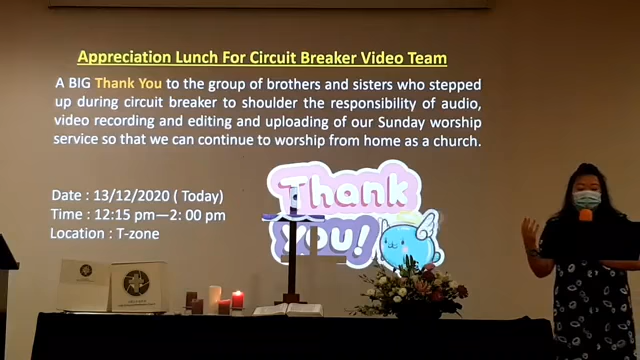 Appreciation Lunch For Circuit Breaker Video Team
A BIG Thank You to the group of brothers and sisters who stepped
up during circuit breaker to shoulder the responsibility of audio,
video recording and editing and uploading of our Sunday worship
service so that we can continue to worship from home as a church.
Thank
you!
Date : 13/12/2020 ( Today)
Time : 12:15 pm—2: 00 pm
Location : T-zone